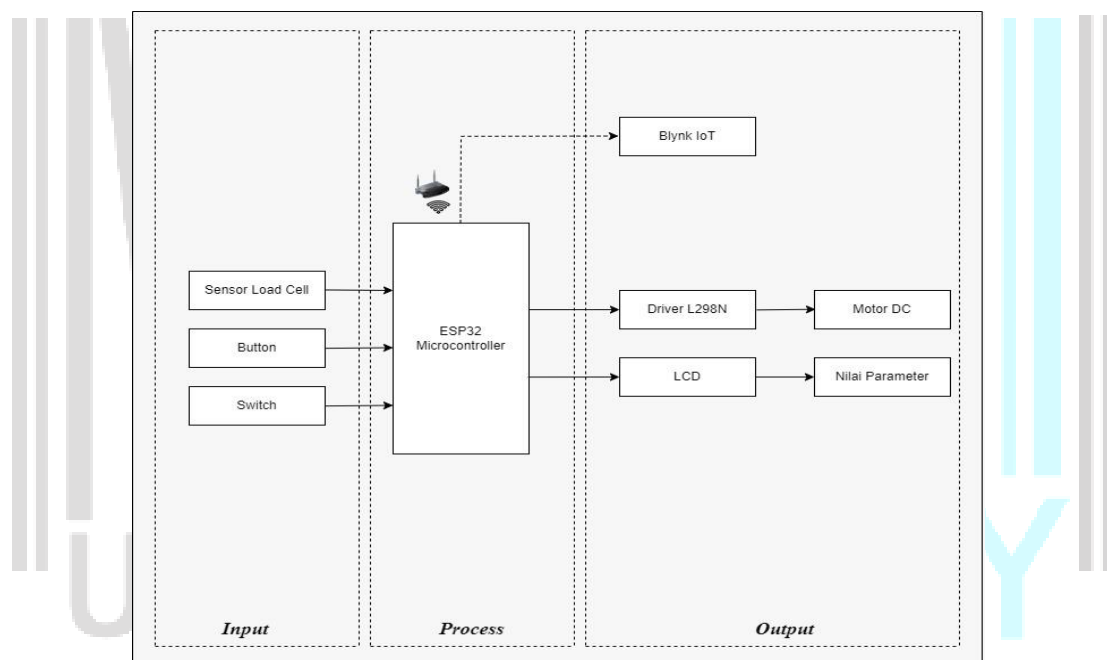 Blynk IoT
Sensor Load Cell
Button
Switch
ESP32
Microcontroller
Driver L298N
Motor DC
LCD
Nilai Parameter
Input
Process
Output
U
Y